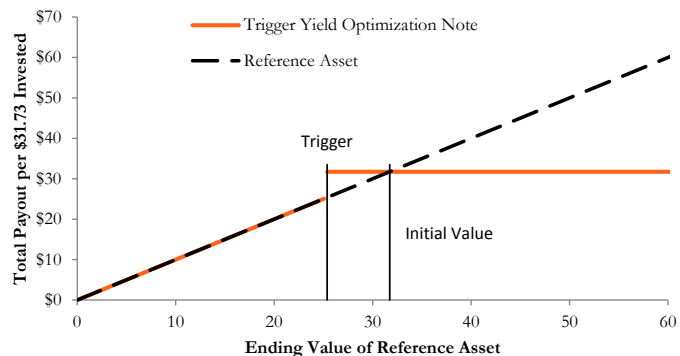 Trigger Yield Optimization Note
Reference Asset
Total Payout per $31.73 Invested
$70
$60
$50
$40
$30
$20
$10
$0
Trigger
Initial Value
0 10 20 30 40 50 60
Ending Value of Reference Asset